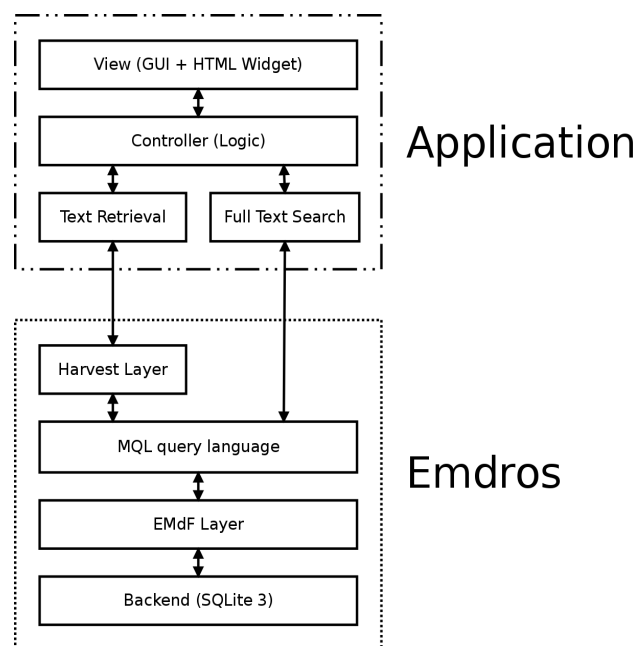 View (GUI + HTML Widget)
Controller (Logic)
Application
Text Retrieval
Full Text Search
Harvest Layer
MQL query language
Emdros
EMdF Layer
Backend (SQLite 3)